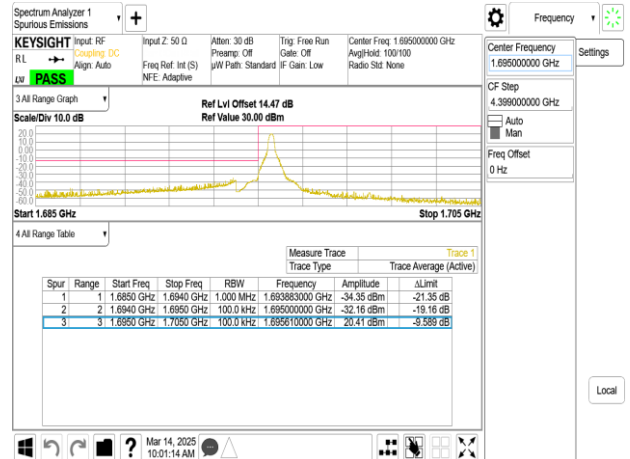 Spectrum Analyzer 1
Spurious Emissions
Frequency
KEYSIGHT Input: RF Input Z: 50 Ω Atten: 30 dB Trig: Free Run Center Freq: 1.695000000 GHz
RL Coupling: DC Preamp: Off Gate: Off Avg|Hold: 100/100
Align: Auto Freq Ref: Int (S) µW Path: Standard IF Gain: Low Radio Std: None
NFE: Adaptive
PASS
Center Frequency
1.695000000 GHz
Settings
CF Step
4.399000000 GHz
Auto
Man
Freq Offset
0 Hz
3 All Range Graph
Ref Lvl Offset 14.47 dB
Scale/Div 10.0 dB Ref Value 30.00 dBm
20.0
10.0
0.00
-10.0
-20.0
-30.0
-40.0
-50.0
-60.0
Start 1.685 GHz Stop 1.705 GHz
4 All Range Table
Measure Trace Trace 1
Trace Type Trace Average (Active)
Spur Range Start Freq Stop Freq RBW Frequency Amplitude ΔLimit
1 1 1.6850 GHz 1.6940 GHz 1.000 MHz 1.693883000 GHz -34.35 dBm -21.35 dB
2 2 1.6940 GHz 1.6950 GHz 100.0 kHz 1.695000000 GHz -32.16 dBm -19.16 dB
3 3 1.6950 GHz 1.7050 GHz 100.0 kHz 1.695610000 GHz 20.41 dBm -9.589 dB
Local
? Mar 14, 2025
10:01:14 AM